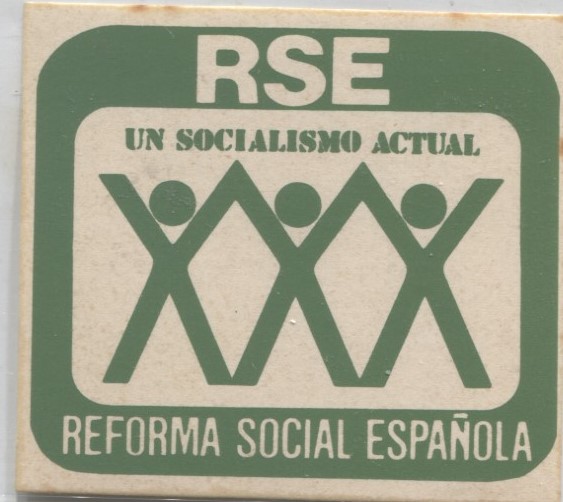 RSE
UN SOCIALISMO ACTUAL
REFORMA SOCIAL ESPAÑOLA